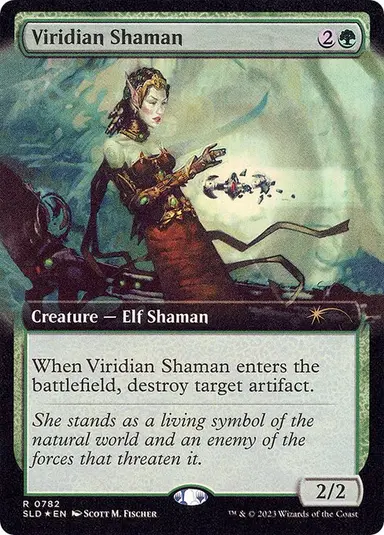 Viridian Shaman 2
Creature — Elf Shaman
When Viridian Shaman enters the
battlefield, destroy target artifact.
She stands as a living symbol of the
natural world and an enemy of the
forces that threaten it.
2/2
R 0782
SLD ★ EN Scott M. Fischer
™ & © 2023 Wizards of the Coast